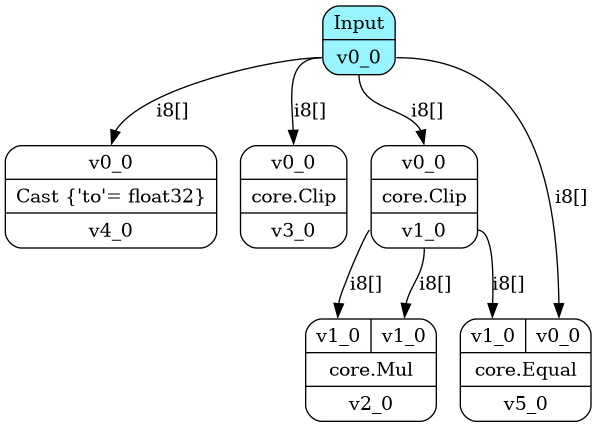 Input
v0_0
i8[] i8[] i8[]
i8[]
v0_0 v0_0 v0_0
Cast {'to'= float32} core.Clip core.Clip
v4_0 v3_0 v1_0
i8[] i8[] i8[]
v1_0 v1_0 v1_0 v0_0
core.Mul core.Equal
v2_0 v5_0